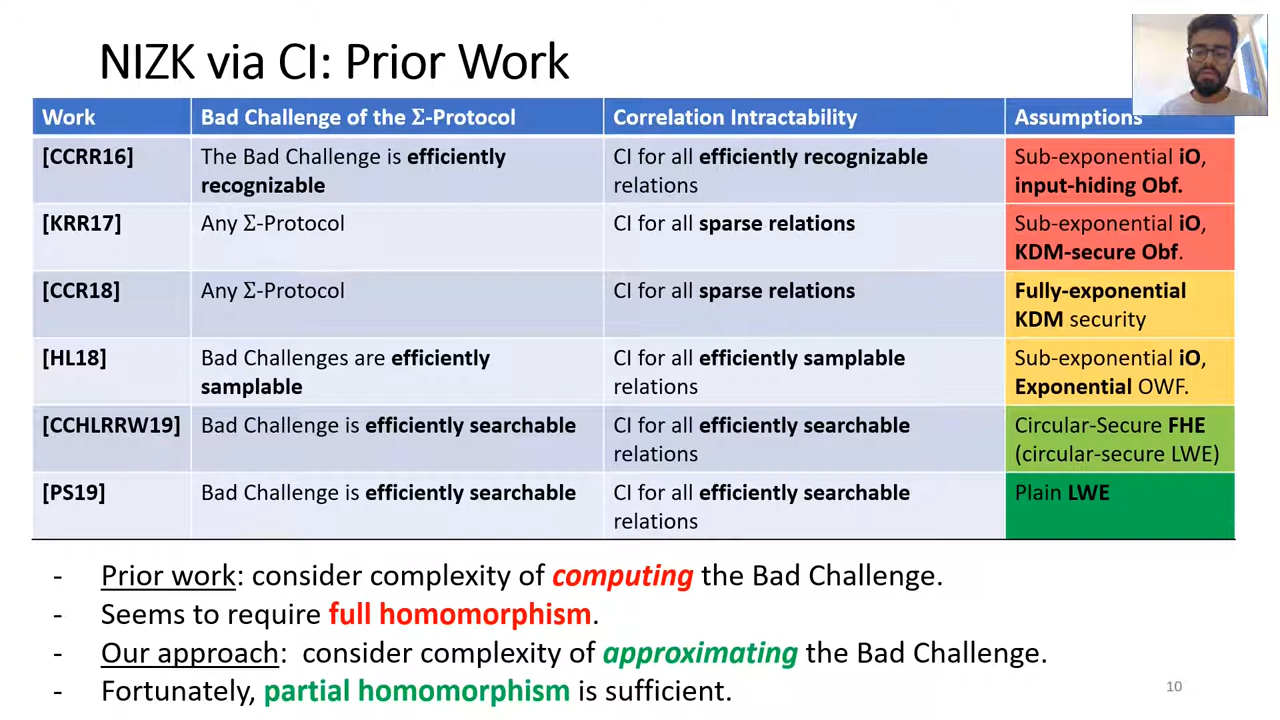 NIZK via CI: Prior Work
Work
Bad Challenge of the Σ-Protocol
Correlation Intractability
Assumptions
[CCRR16]
The Bad Challenge is efficiently
recognizable
CI for all efficiently recognizable
relations
Sub-exponential iO,
input-hiding Obf.
[KRR17]
Any Σ-Protocol
CI for all sparse relations
Sub-exponential iO,
KDM-secure Obf.
[CCR18]
Any Σ-Protocol
CI for all sparse relations
Fully-exponential
KDM security
[HL18]
Bad Challenges are efficiently
samplable
CI for all efficiently samplable
relations
Sub-exponential iO,
Exponential OWF.
[CCHLRRW19]
Bad Challenge is efficiently searchable
CI for all efficiently searchable
relations
Circular-Secure FHE
(circular-secure LWE)
[PS19]
Bad Challenge is efficiently searchable
CI for all efficiently searchable
relations
Plain LWE
- Prior work: consider complexity of computing the Bad Challenge.
- Seems to require full homomorphism.
- Our approach: consider complexity of approximating the Bad Challenge.
- Fortunately, partial homomorphism is sufficient.
10